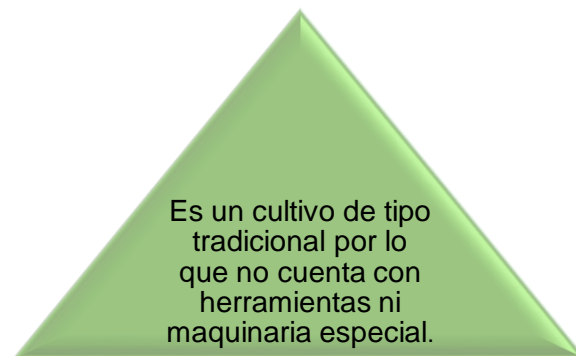 Es un cultivo de tipo
tradicional por lo
que no cuenta con
herramientas ni
maquinaria especial.